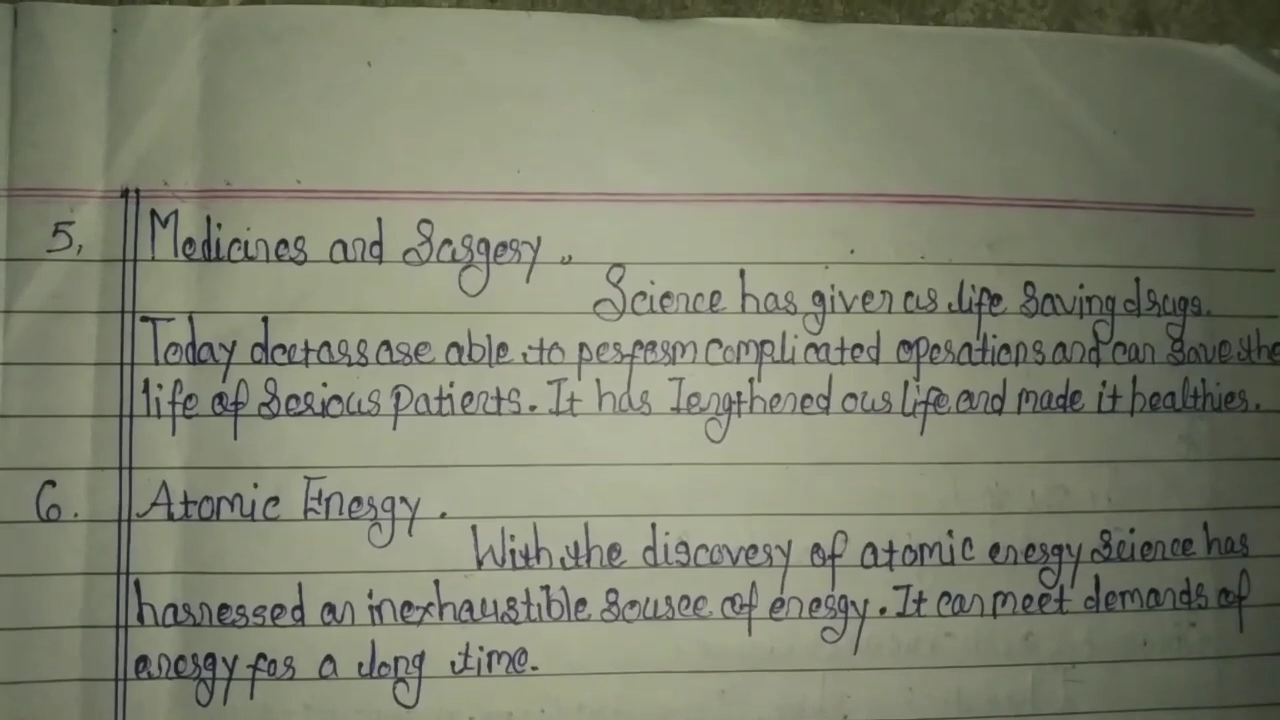 5. Medicines and Surgery.
Science has given us life saving drugs.
Today doctors are able to perform complicated operations and can save the
life of serious patients. It has lengthened our life and made it healthier.
6. Atomic Energy.
With the discovery of atomic energy science has
harnessed an inexhaustible source of energy. It can meet demands of
energy for a long time.